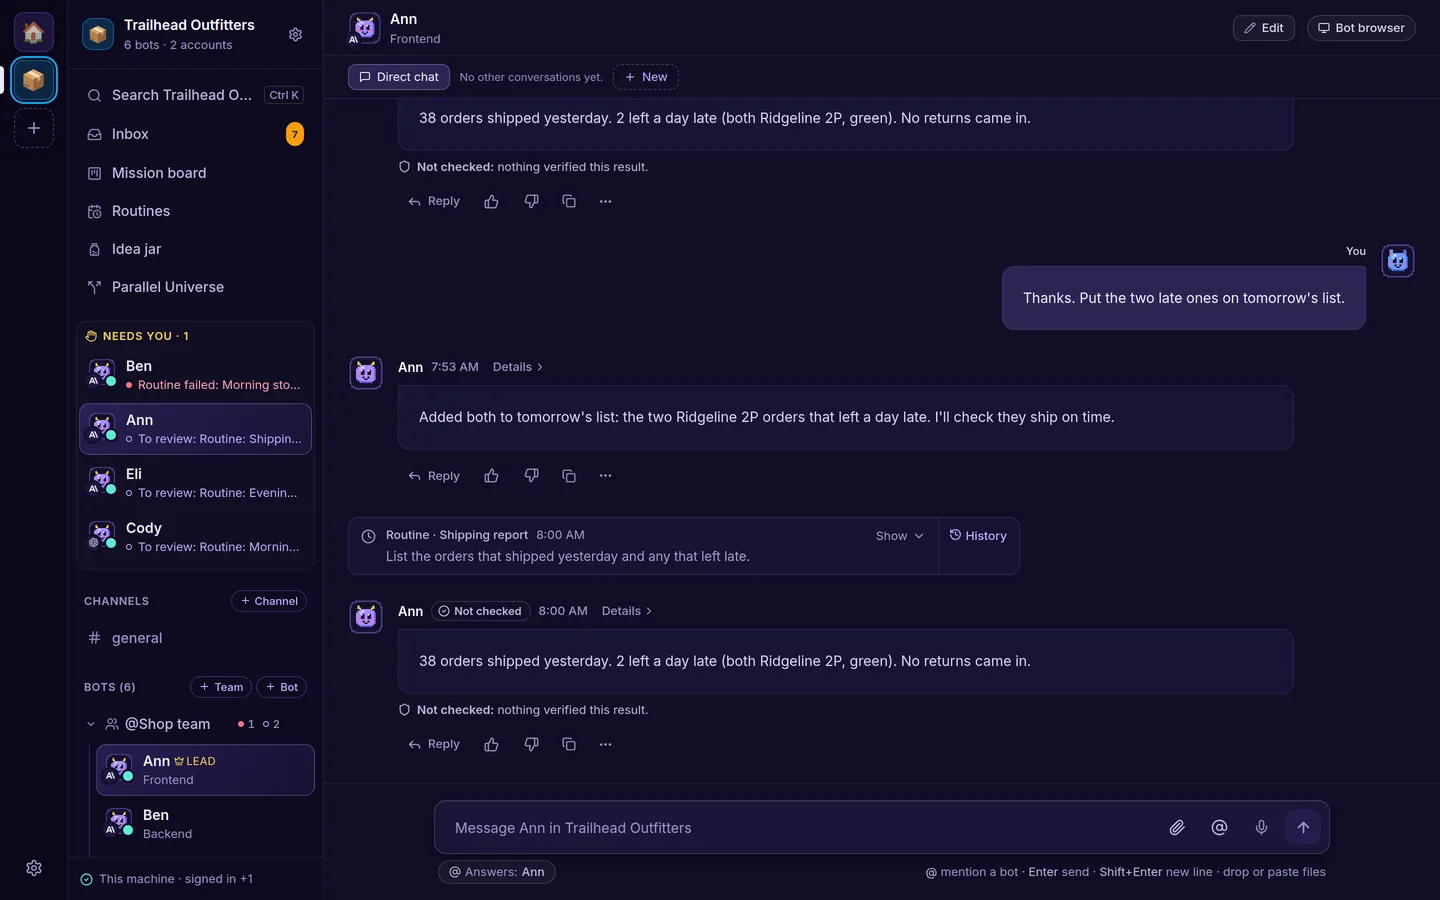 Trailhead Outfitters
6 bots · 2 accounts
Search Trailhead O...
Ctrl K
Inbox
7
Mission board
Routines
Idea jar
Parallel Universe
NEEDS YOU · 1
Ben
Routine failed: Morning sto...
Ann
To review: Routine: Shippin...
Eli
To review: Routine: Evenin...
Cody
To review: Routine: Mornin...
CHANNELS
+ Channel
# general
BOTS (6)
+ Team
+ Bot
@Shop team
1
2
Ann LEAD
Frontend
Ben
Backend
This machine · signed in +1
Ann
Frontend
Edit
Bot browser
Direct chat
No other conversations yet.
+ New
38 orders shipped yesterday. 2 left a day late (both Ridgeline 2P, green). No returns came in.
Not checked: nothing verified this result.
Reply
You
Thanks. Put the two late ones on tomorrow's list.
Ann 7:53 AM Details
Added both to tomorrow's list: the two Ridgeline 2P orders that left a day late. I'll check they ship on time.
Reply
Routine · Shipping report 8:00 AM
List the orders that shipped yesterday and any that left late.
Show
History
Ann Not checked 8:00 AM Details
38 orders shipped yesterday. 2 left a day late (both Ridgeline 2P, green). No returns came in.
Not checked: nothing verified this result.
Reply
Message Ann in Trailhead Outfitters
@ Answers: Ann
@ mention a bot · Enter send · Shift+Enter new line · drop or paste files